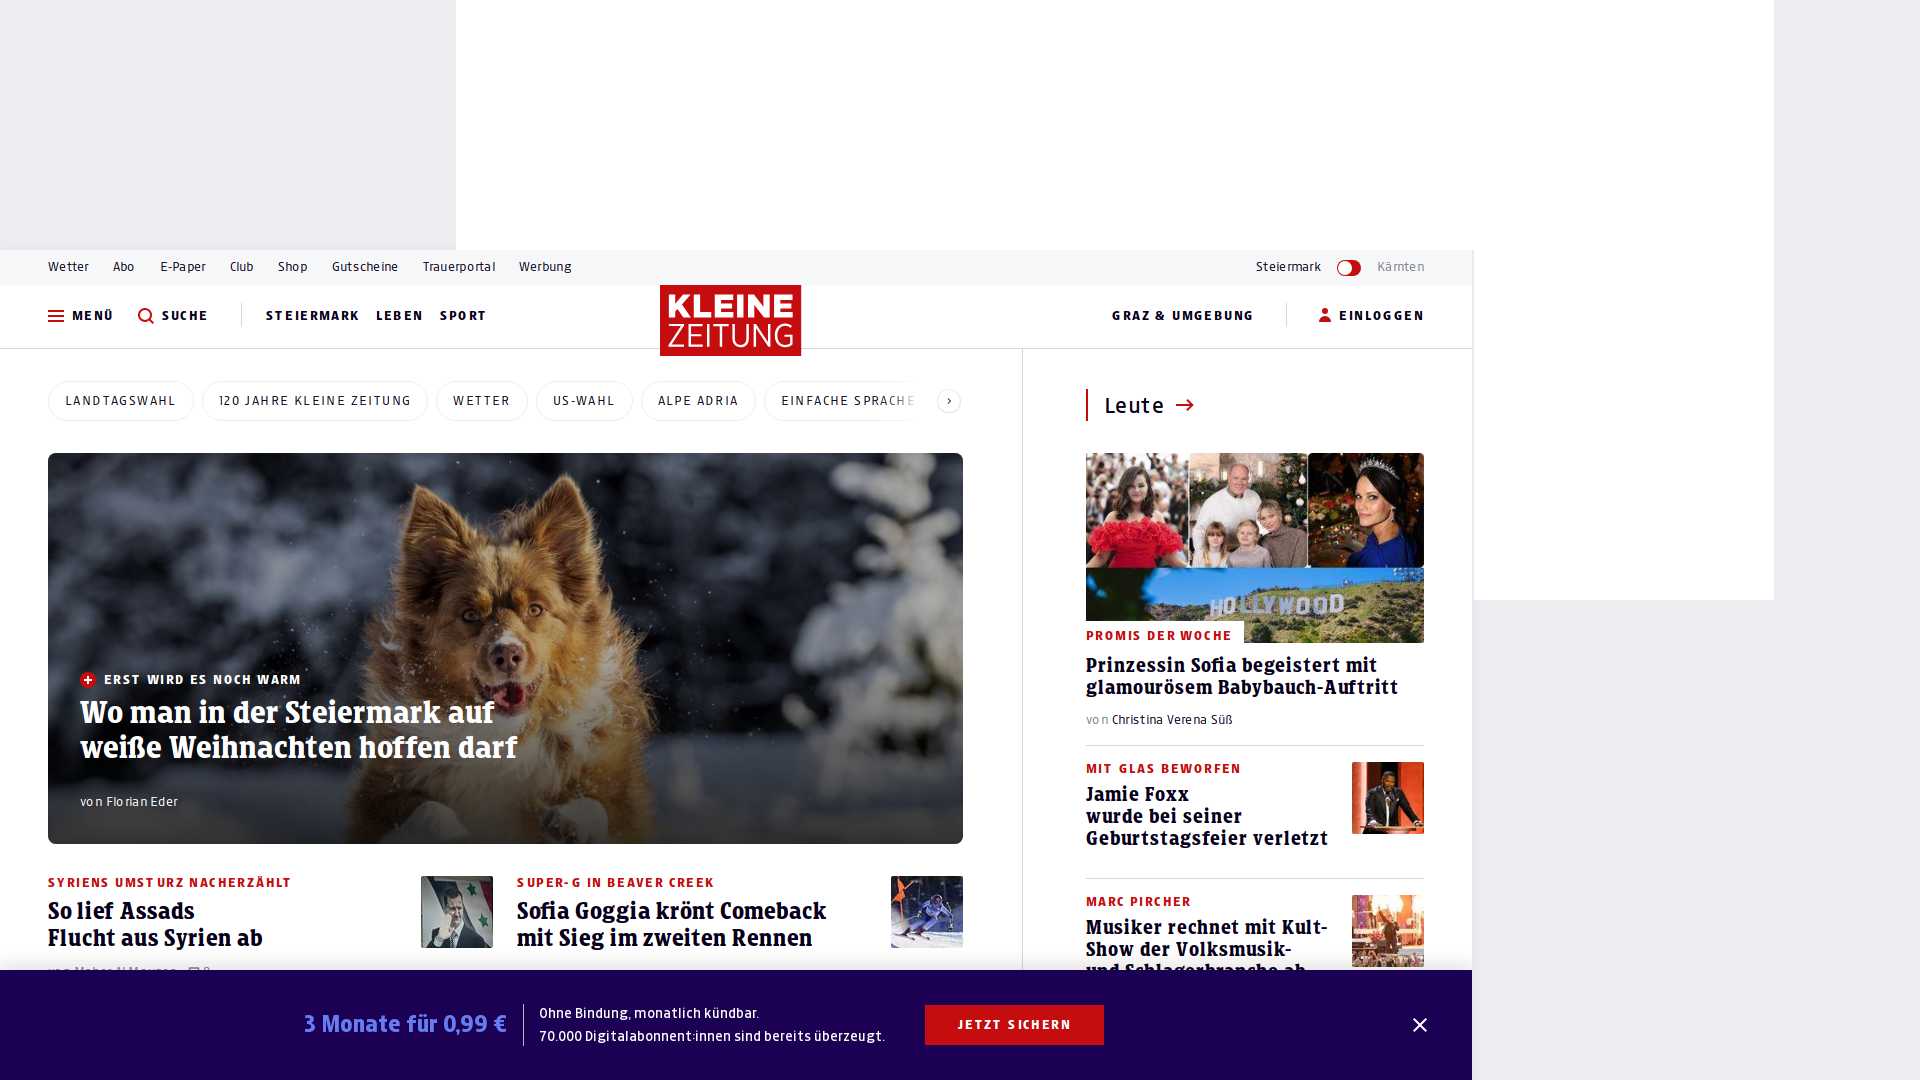 Wetter Abo E-Paper Club Shop Gutscheine Trauerportal Werbung Steiermark Kärnten
MENÜ SUCHE STEIERMARK LEBEN SPORT KLEINE ZEITUNG GRAZ & UMGEBUNG EINLOGGEN
LANDTAGSWAHL 120 JAHRE KLEINE ZEITUNG WETTER US-WAHL ALPE ADRIA EINFACHE SPRACHE
ERST WIRD ES NOCH WARM
Wo man in der Steiermark auf
weiße Weihnachten hoffen darf
von Florian Eder
SYRIENS UMSTURZ NACHERZÄHLT
So lief Assads
Flucht aus Syrien ab
SUPER-G IN BEAVER CREEK
Sofia Goggia krönt Comeback
mit Sieg im zweiten Rennen
Leute
HOLLYWOOD
PROMIS DER WOCHE
Prinzessin Sofia begeistert mit
glamourösem Babybauch-Auftritt
von Christina Verena Süß
MIT GLAS BEWORFEN
Jamie Foxx
wurde bei seiner
Geburtstagsfeier verletzt
MARC PIRCHER
Musiker rechnet mit Kult-
Show der Volksmusik-
und Schlagerbranche ab
3 Monate für 0,99 €
Ohne Bindung, monatlich kündbar.
70.000 Digitalabonnent:innen sind bereits überzeugt.
JETZT SICHERN